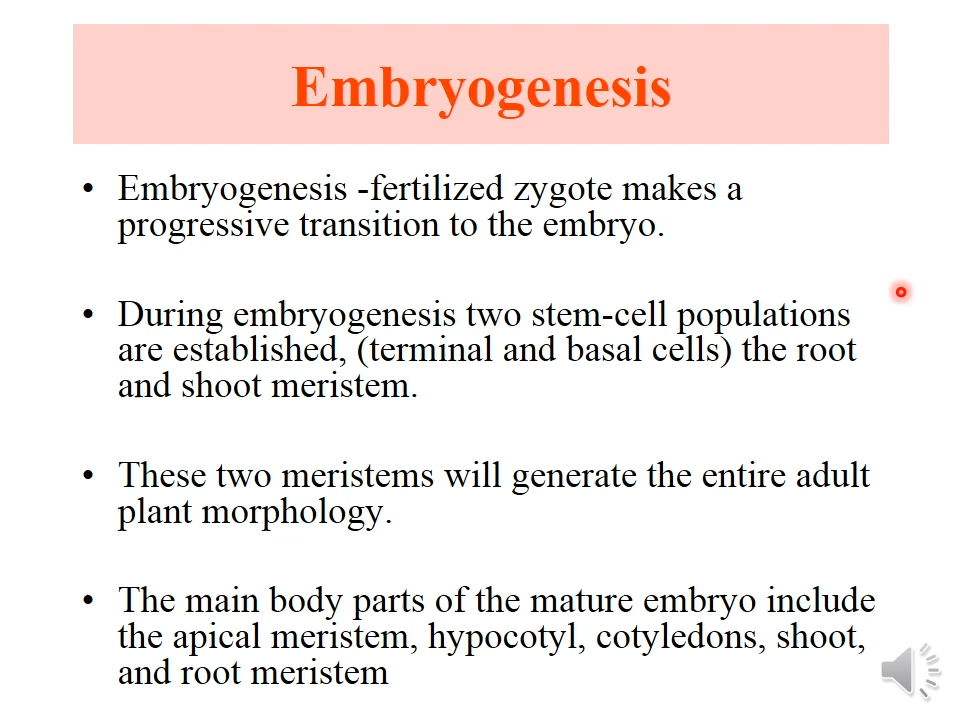 Embryogenesis
• Embryogenesis -fertilized zygote makes a
progressive transition to the embryo.
• During embryogenesis two stem-cell populations
are established, (terminal and basal cells) the root
and shoot meristem.
• These two meristems will generate the entire adult
plant morphology.
• The main body parts of the mature embryo include
the apical meristem, hypocotyl, cotyledons, shoot,
and root meristem